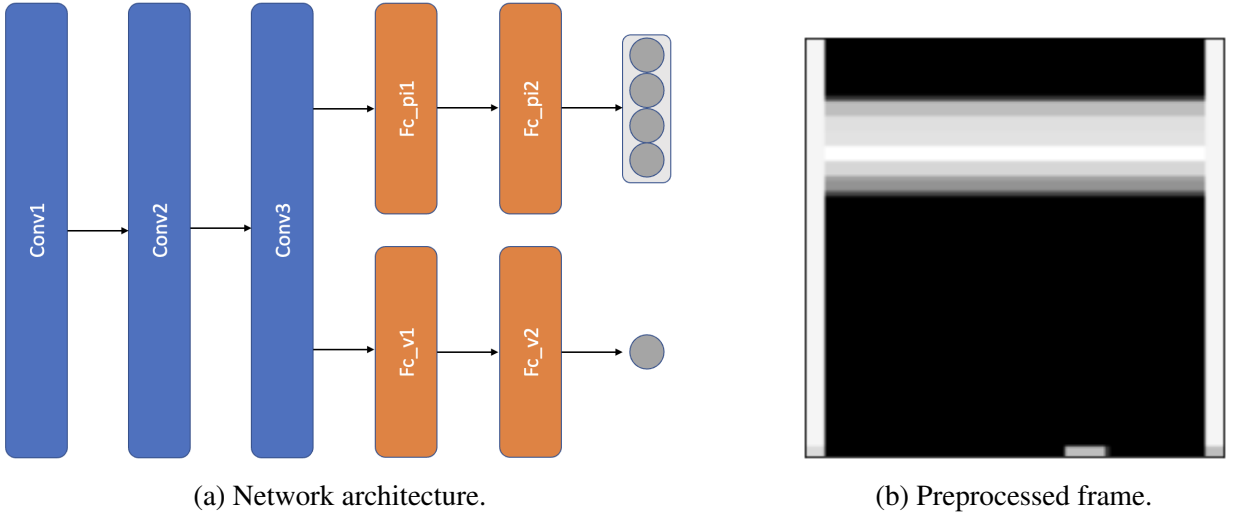 Conv1
Conv2
Conv3
Fc_pi1
Fc_pi2
Fc_v1
Fc_v2
(a) Network architecture.
(b) Preprocessed frame.